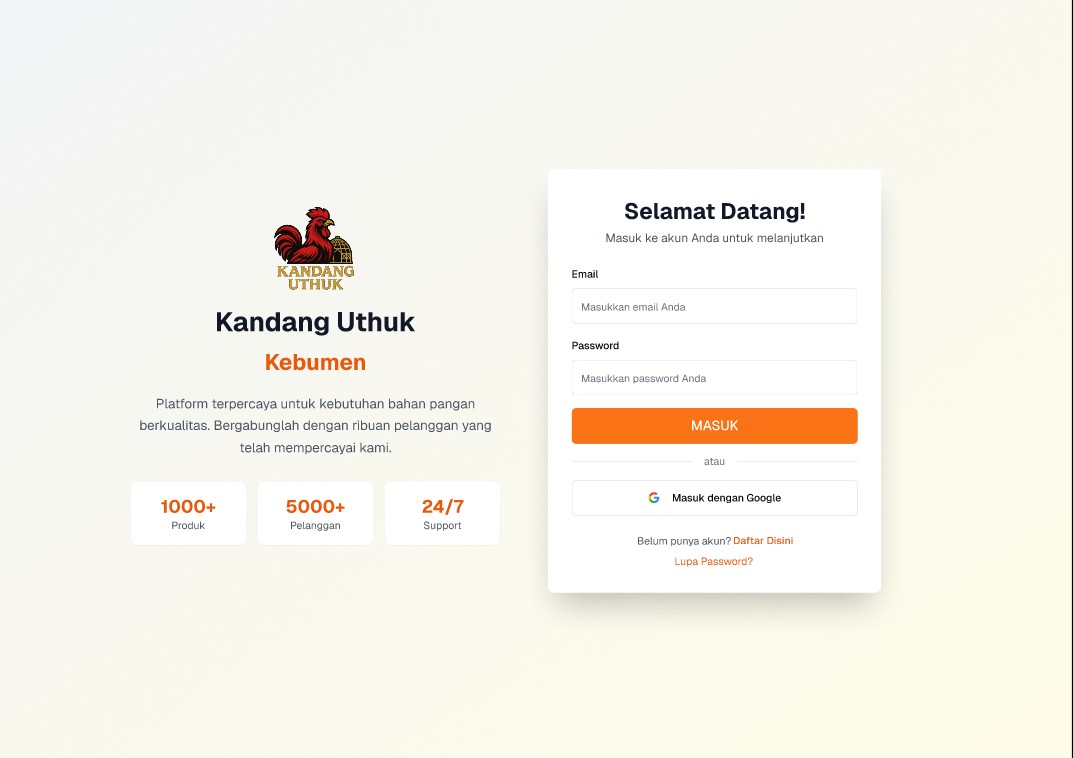 KANDANG
UTHUK
Kandang Uthuk
Kebumen
Platform terpercaya untuk kebutuhan bahan pangan
berkualitas. Bergabunglah dengan ribuan pelanggan yang
telah mempercayai kami.
1000+
Produk
5000+
Pelanggan
24/7
Support
Selamat Datang!
Masuk ke akun Anda untuk melanjutkan
Email
Masukkan email Anda
Password
Masukkan password Anda
MASUK
atau
Masuk dengan Google
Belum punya akun? Daftar Disini
Lupa Password?